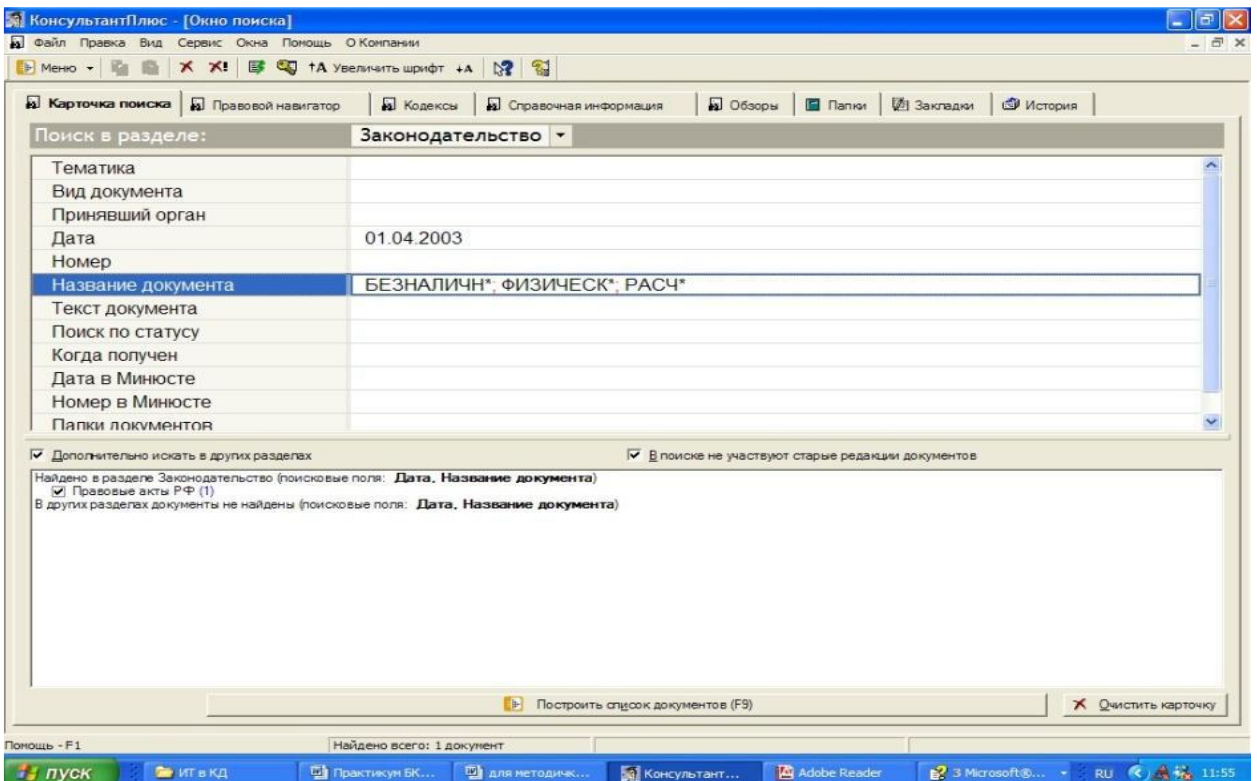 КонсультантПлюс - [Окно поиска]
Файл Правка Вид Сервис Окна Помощь О Компании
Меню Увеличить шрифт
Карточка поиска Правовой навигатор Кодексы Справочная информация Обзоры Папки Закладки История
Поиск в разделе: Законодательство
Тематика
Вид документа
Принявший орган
Дата 01.04.2003
Номер
Название документа БЕЗНАЛИЧН*; ФИЗИЧЕСК*; РАСЧ*
Текст документа
Поиск по статусу
Когда получен
Дата в Минюсте
Номер в Минюсте
Папки документов
Дополнительно искать в других разделах В поиске не участвуют старые редакции документов
Найдено в разделе Законодательство (поисковые поля: Дата, Название документа)
Правовые акты РФ (1)
В других разделах документы не найдены (поисковые поля: Дата, Название документа)
Построить список документов (F9) Очистить карточку
Помощь - F1 Найдено всего: 1 документ
пуск ИТ в КД Практикум БК... для методичк... Консультант... Adobe Reader 3 Microsoft®... RU 11:55